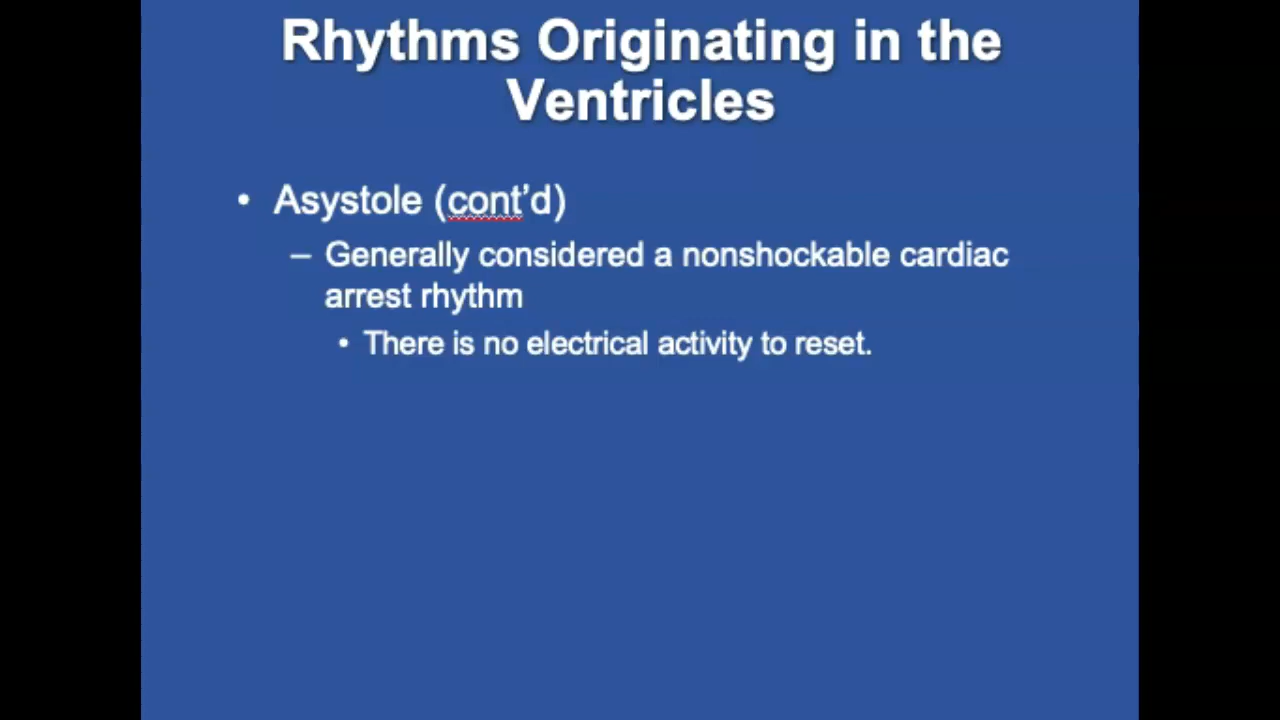 Rhythms Originating in the
Ventricles
• Asystole (cont’d)
– Generally considered a nonshockable cardiac
arrest rhythm
• There is no electrical activity to reset.